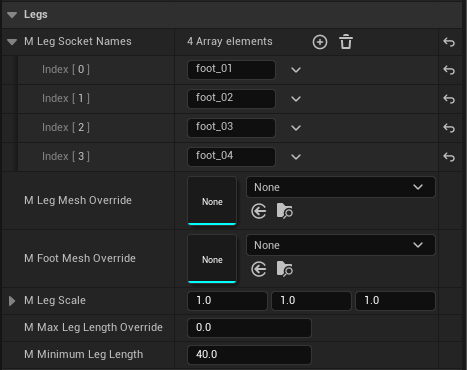 Legs
M Leg Socket Names 4 Array elements
Index [ 0 ] foot_01
Index [ 1 ] foot_02
Index [ 2 ] foot_03
Index [ 3 ] foot_04
M Leg Mesh Override None None
M Foot Mesh Override None None
M Leg Scale 1.0 1.0 1.0
M Max Leg Length Override 0.0
M Minimum Leg Length 40.0